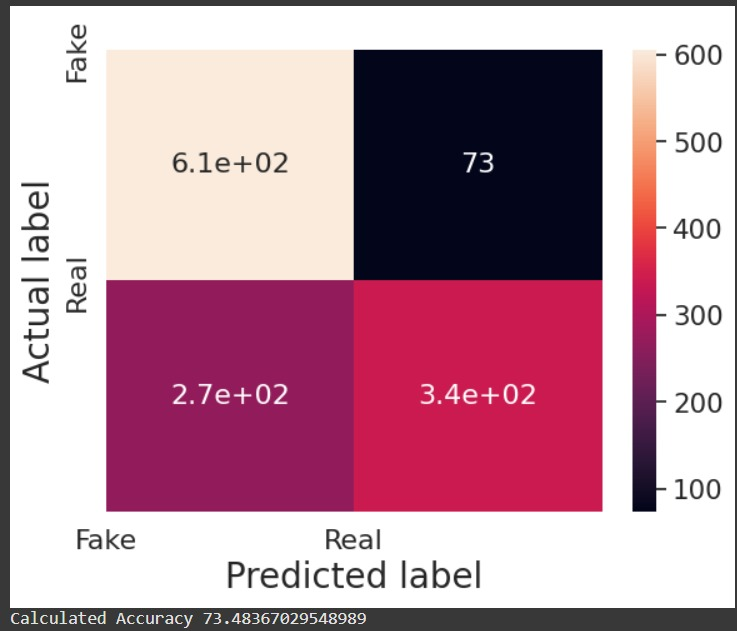 Fake
6.1e+02 73
Real
2.7e+02 3.4e+02
Actual label
Fake Real
Predicted label
600
500
400
300
200
100
Calculated Accuracy 73.48367029548989